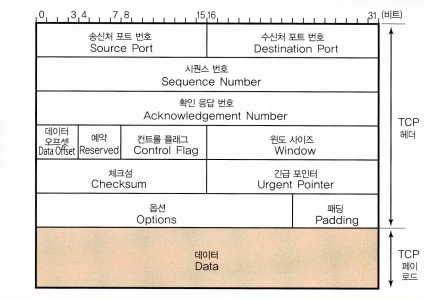 0 3 4 7 8 15 16 31 (비트)
송신처 포트 번호
Source Port
수신처 포트 번호
Destination Port
시퀀스 번호
Sequence Number
확인 응답 번호
Acknowledgement Number
데이터
오프셋
Data Offset
예약
Reserved
컨트롤 플래그
Control Flag
윈도 사이즈
Window
체크섬
Checksum
긴급 포인터
Urgent Pointer
옵션
Options
패딩
Padding
TCP
헤더
데이터
Data
TCP
페이
로드